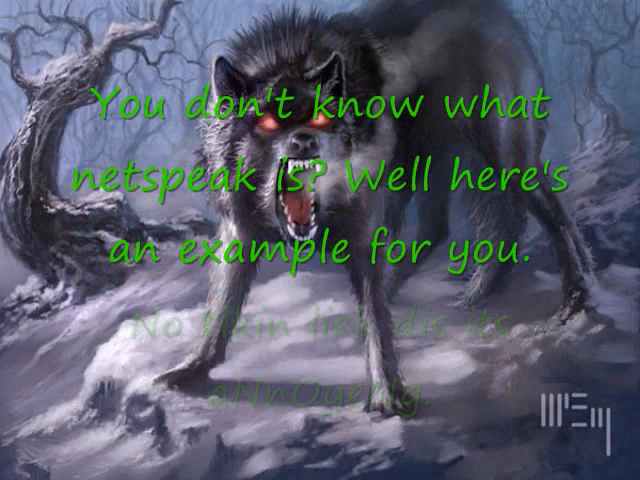 You don't know what
netspeak is? Well here's
an example for you.
No liek dis its
aNnOyeNg.